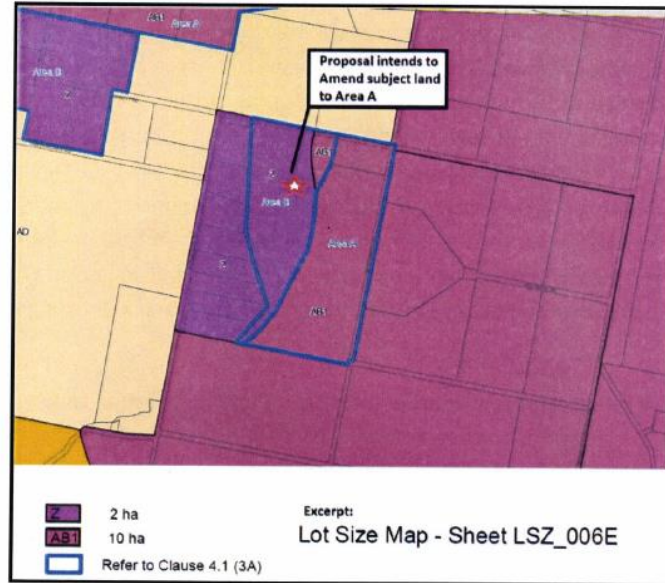 AB1 Area A
Area B
Z
Proposal intends to
Amend subject land
to Area A
AB1
Z
Area B
AD
Area A
Z
AB1
Z 2 ha
AB1 10 ha
Refer to Clause 4.1 (3A)
Excerpt:
Lot Size Map - Sheet LSZ_006E